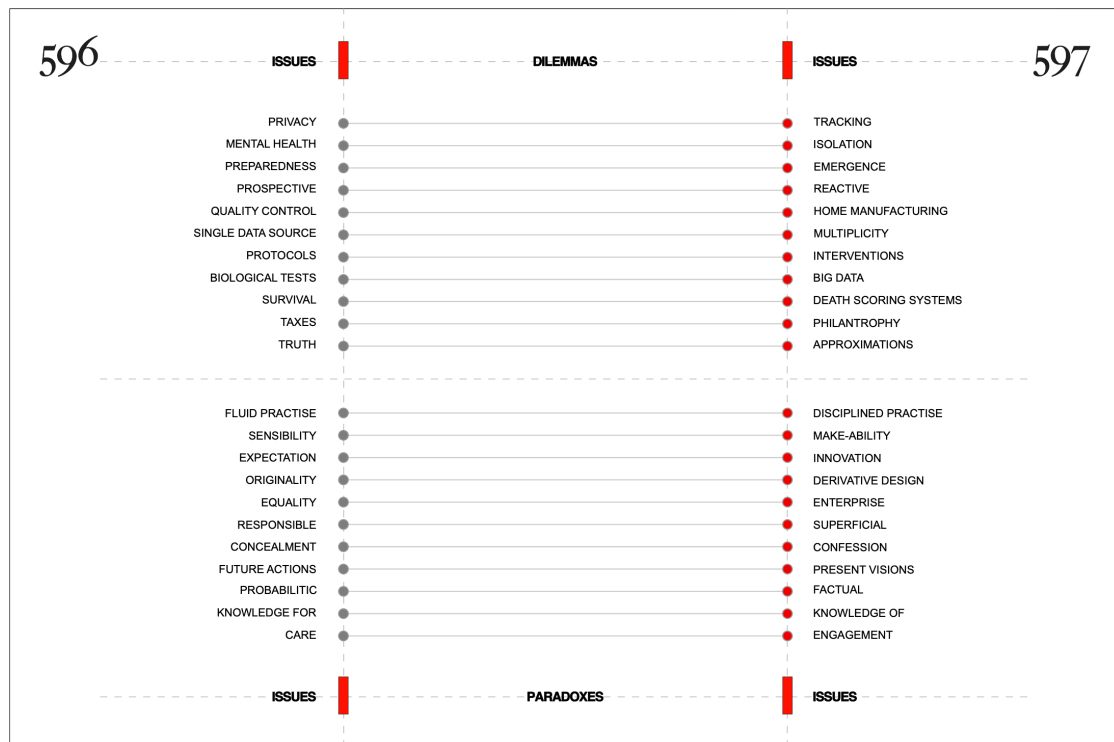 596 ISSUES DILEMMAS ISSUES 597
PRIVACY TRACKING
MENTAL HEALTH ISOLATION
PREPAREDNESS EMERGENCE
PROSPECTIVE REACTIVE
QUALITY CONTROL HOME MANUFACTURING
SINGLE DATA SOURCE MULTIPLICITY
PROTOCOLS INTERVENTIONS
BIOLOGICAL TESTS BIG DATA
SURVIVAL DEATH SCORING SYSTEMS
TAXES PHILANTROPHY
TRUTH APPROXIMATIONS
FLUID PRACTISE DISCIPLINED PRACTISE
SENSIBILITY MAKE-ABILITY
EXPECTATION INNOVATION
ORIGINALITY DERIVATIVE DESIGN
EQUALITY ENTERPRISE
RESPONSIBLE SUPERFICIAL
CONCEALMENT CONFESSION
FUTURE ACTIONS PRESENT VISIONS
PROBABILITIC FACTUAL
KNOWLEDGE FOR KNOWLEDGE OF
CARE ENGAGEMENT
ISSUES PARADOXES ISSUES